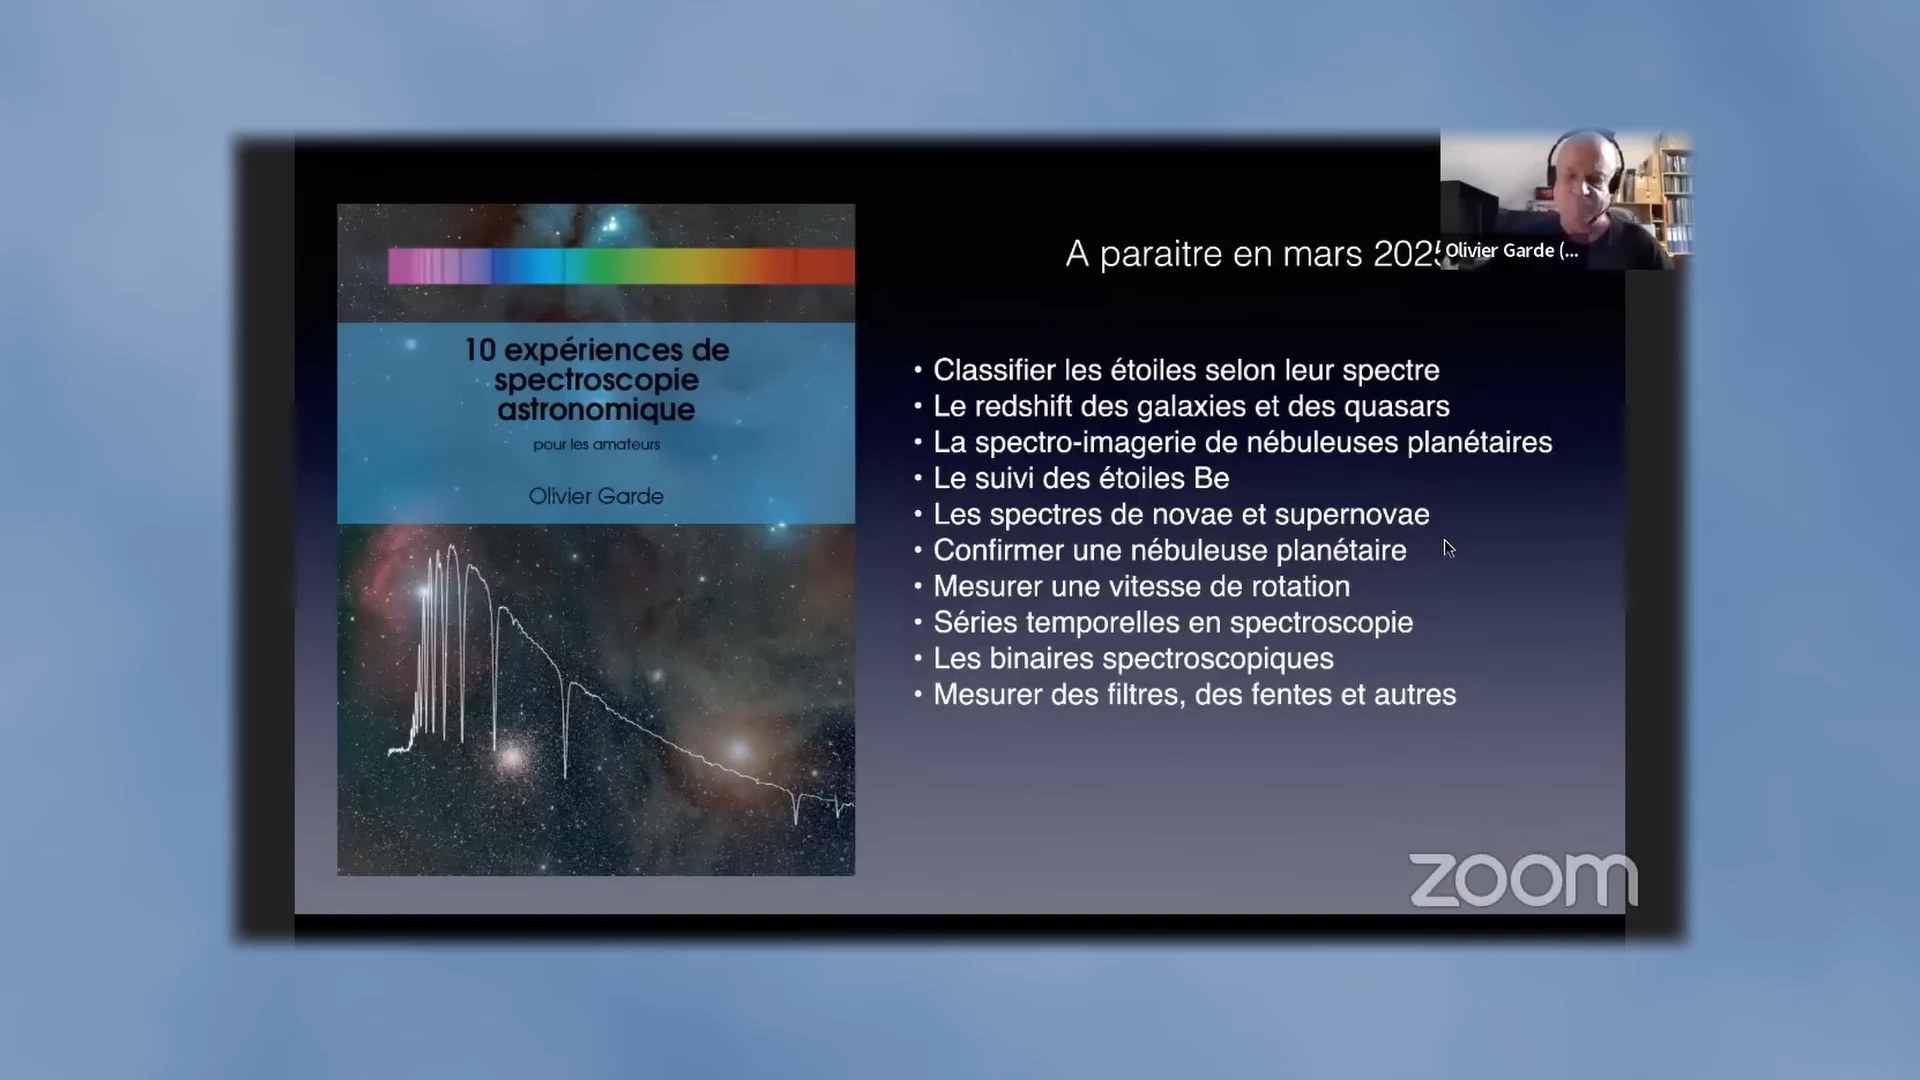 10 expériences de
spectroscopie
astronomique
pour les amateurs
Olivier Garde
A paraitre en mars 2025
Olivier Garde (...
• Classifier les étoiles selon leur spectre
• Le redshift des galaxies et des quasars
• La spectro-imagerie de nébuleuses planétaires
• Le suivi des étoiles Be
• Les spectres de novae et supernovae
• Confirmer une nébuleuse planétaire
• Mesurer une vitesse de rotation
• Séries temporelles en spectroscopie
• Les binaires spectroscopiques
• Mesurer des filtres, des fentes et autres
zoom